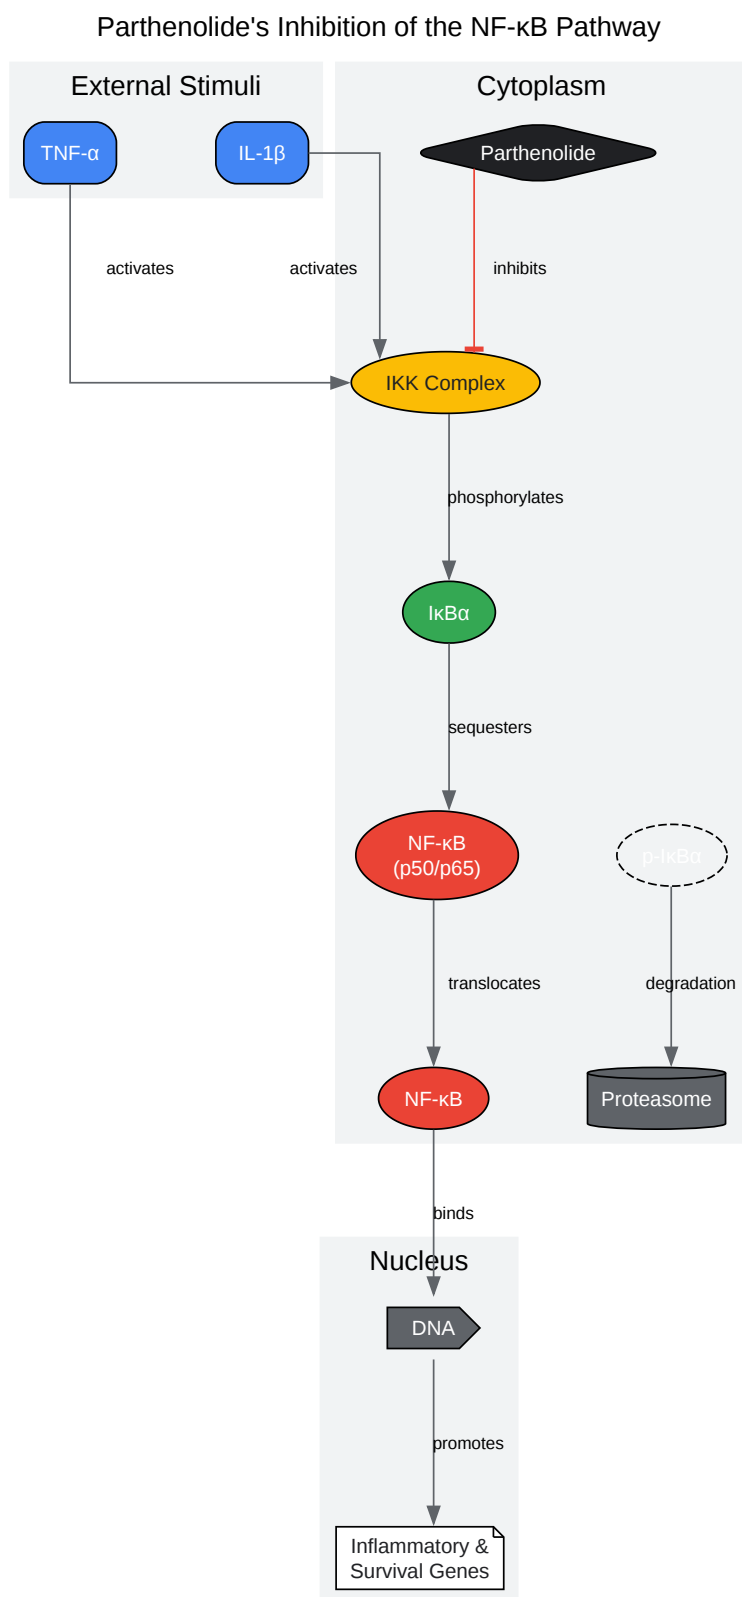 Parthenolide's Inhibition of the NF-κB Pathway
External Stimuli
Cytoplasm
TNF-α
IL-1β
Parthenolide
activates
activates
inhibits
IKK Complex
phosphorylates
IκBα
sequesters
NF-κB
(p50/p65)
p-IκBα
translocates
degradation
NF-κB
Proteasome
binds
Nucleus
DNA
promotes
Inflammatory &
Survival Genes